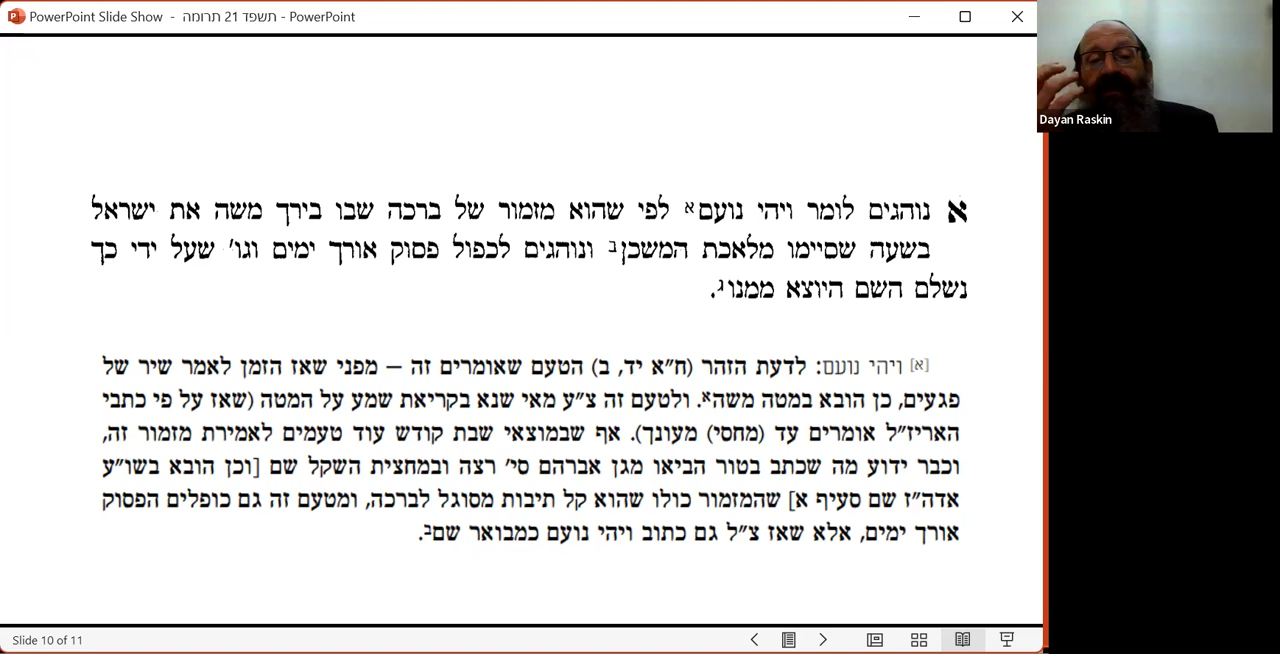 PowerPoint Slide Show - תשפד 21 תרומה - PowerPoint
Dayan Raskin
א נוהגים לומר ויהי נועםא לפי שהוא מזמור של ברכה שבו בירך משה את ישראל
בשעה שסיימו מלאכת המשכןב ונוהגים לכפול פסוק אורך ימים וגו' שעל ידי כך
נשלם השם היוצא ממנוג.
[א] ויהי נועם: לדעת הזהר (ח"א יד, ב) הטעם שאומרים זה – מפני שאז הזמן לאמר שיר של
פגעים, כן הובא במטה משהא. ולטעם זה צ"ע מאי שנא בקריאת שמע על המטה (שאז על פי כתבי
האריז"ל אומרים עד (מחסי) מעונך). אף שבמוצאי שבת קודש עוד טעמים לאמירת מזמור זה,
וכבר ידוע מה שכתב בטור הביאו מגן אברהם סי' רצה ובמחצית השקל שם [וכן הובא בשו"ע
אדה"ז שם סעיף א] שהמזמור כולו שהוא קל תיבות מסוגל לברכה, ומטעם זה גם כופלים הפסוק
אורך ימים, אלא שאז צ"ל גם כתוב ויהי נועם כמבואר שםב.
Slide 10 of 11